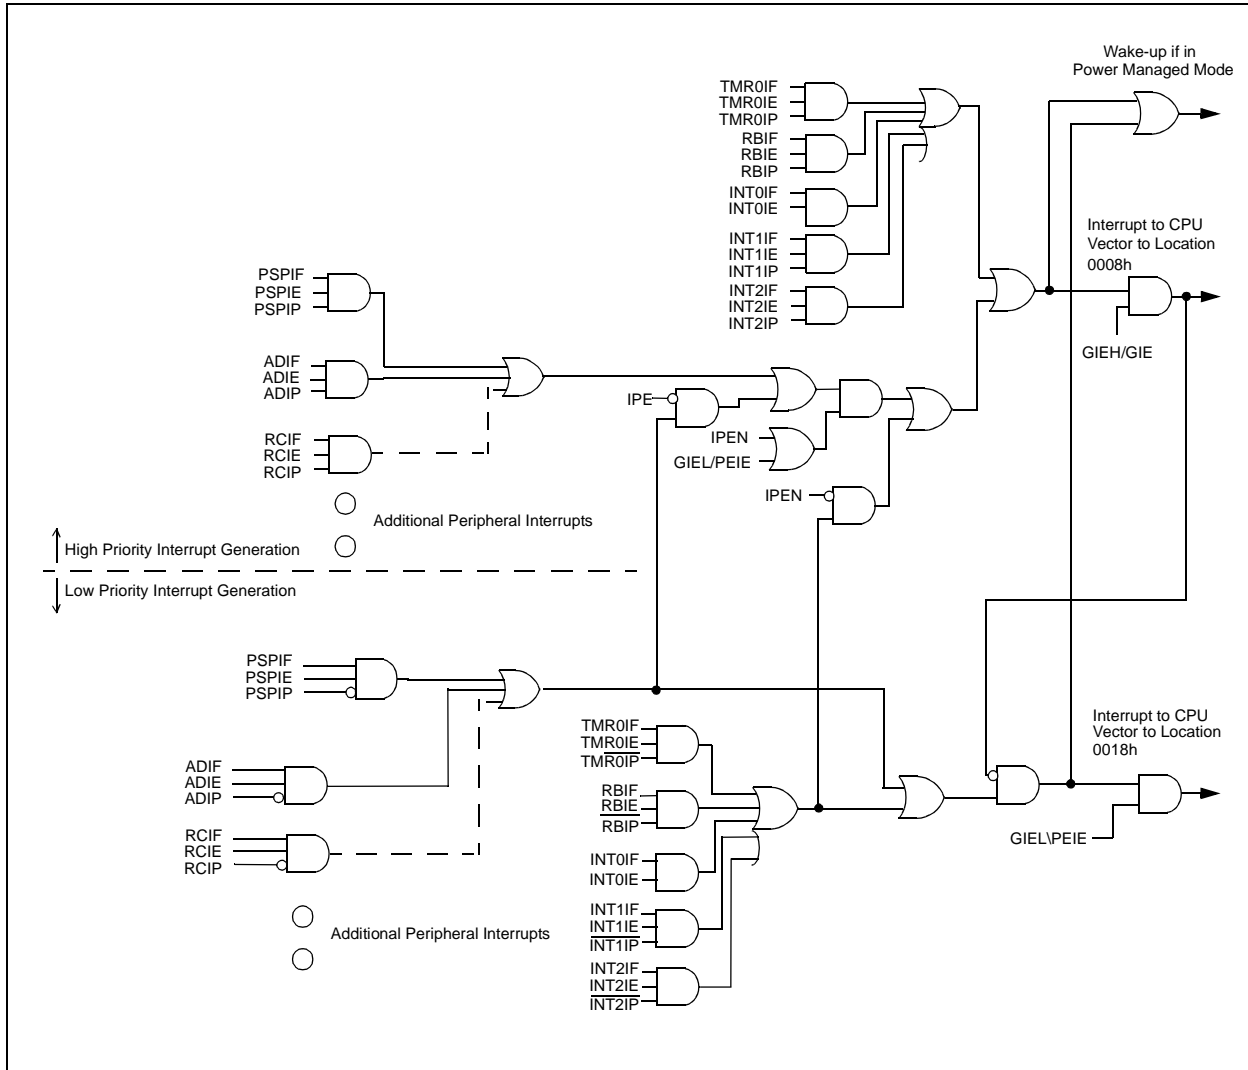 Wake-up if in
Power Managed Mode
TMR0IF
TMR0IE
TMR0IP
RBIF
RBIE
RBIP
INT0IF
INT0IE
INT1IF
INT1IE
INT1IP
INT2IF
INT2IE
INT2IP
Interrupt to CPU
Vector to Location
0008h
GIEH/GIE
PSPIF
PSPIE
PSPIP
ADIF
ADIE
ADIP
RCIF
RCIE
RCIP
IPE
IPEN
GIEL/PEIE
IPEN
Additional Peripheral Interrupts
High Priority Interrupt Generation
Low Priority Interrupt Generation
PSPIF
PSPIE
PSPIP
ADIF
ADIE
ADIP
RCIF
RCIE
RCIP
Additional Peripheral Interrupts
TMR0IF
TMR0IE
TMR0IP
RBIF
RBIE
RBIP
INT0IF
INT0IE
INT1IF
INT1IE
INT1IP
INT2IF
INT2IE
INT2IP
Interrupt to CPU
Vector to Location
0018h
GIEL\PEIE